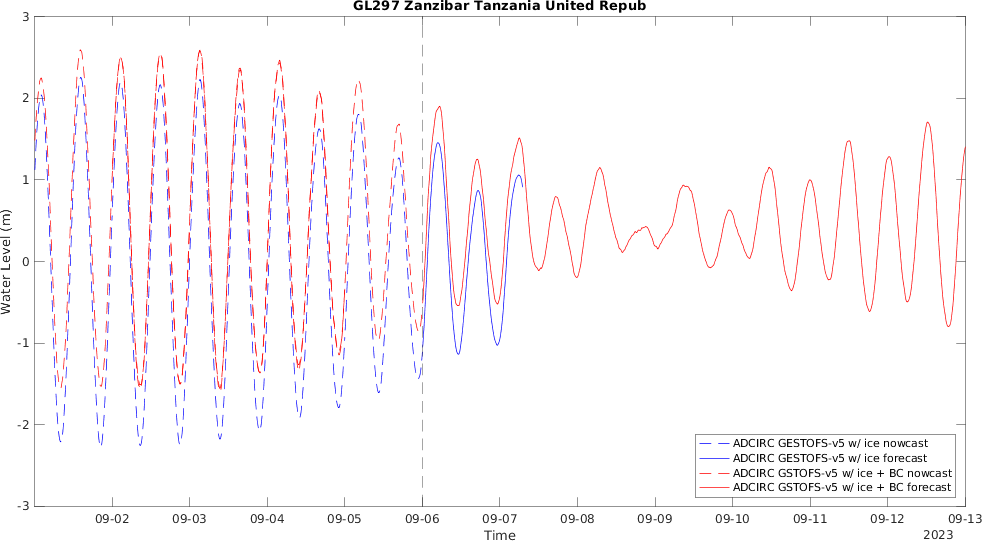 GL297 Zanzibar Tanzania United Repub
3
2
1
0
-1
-2
-3
Water Level (m)
ADCIRC GESTOFS-v5 w/ ice nowcast
ADCIRC GESTOFS-v5 w/ ice forecast
ADCIRC GSTOFS-v5 w/ ice + BC nowcast
ADCIRC GSTOFS-v5 w/ ice + BC forecast
09-02 09-03 09-04 09-05 09-06 09-07 09-08 09-09 09-10 09-11 09-12 09-13
Time
2023